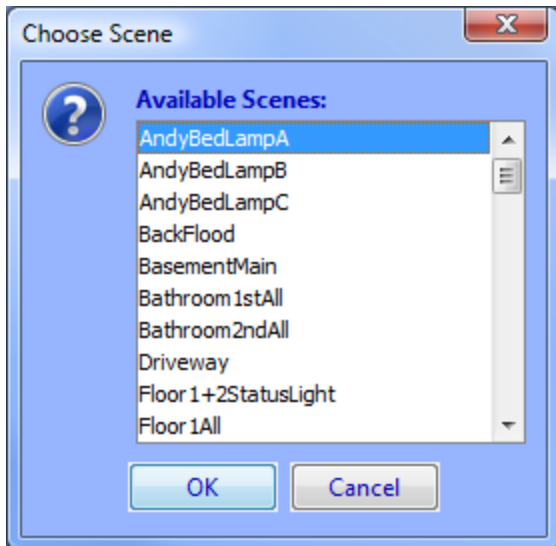 Choose Scene
Available Scenes:
AndyBedLampA
AndyBedLampB
AndyBedLampC
BackFlood
BasementMain
Bathroom1stAll
Bathroom2ndAll
Driveway
Floor1+2StatusLight
Floor1All
OK
Cancel